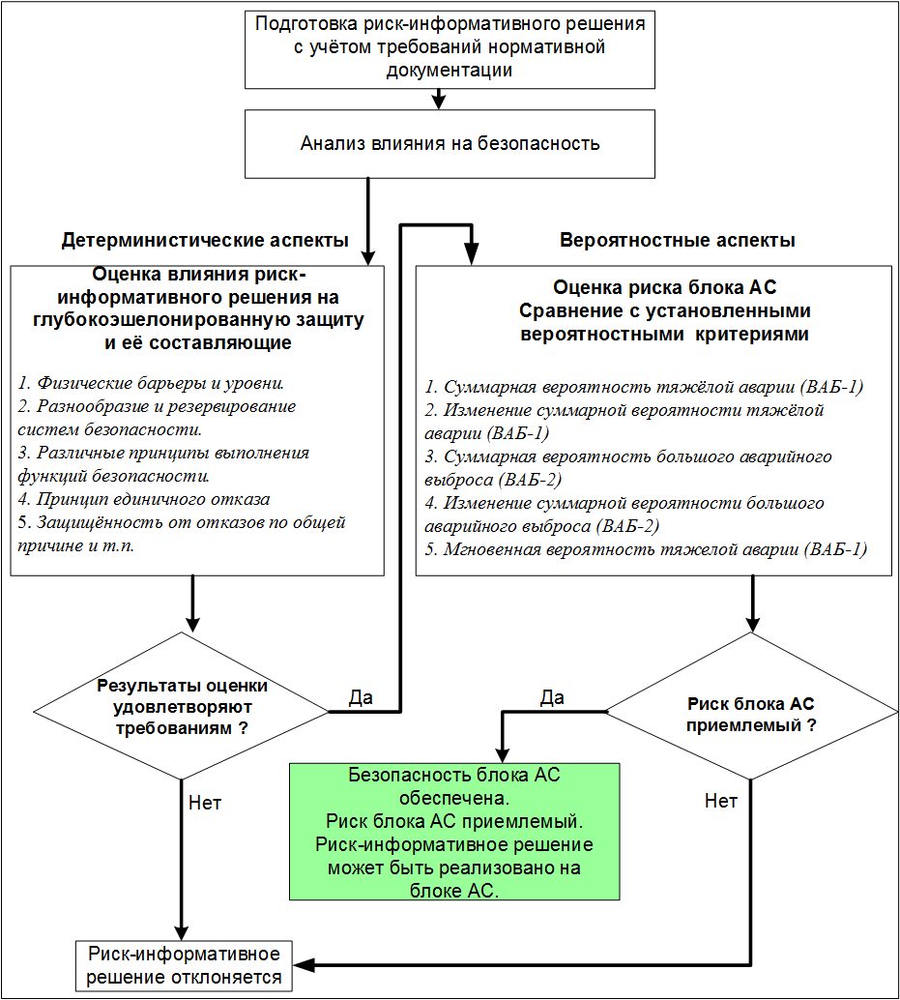 Подготовка риск-информативного решения
с учётом требований нормативной
документации
Анализ влияния на безопасность
Детерминистические аспекты
Вероятностные аспекты
Оценка влияния риск-
информативного решения на
глубокоэшелонированную защиту
и её составляющие
1. Физические барьеры и уровни.
2. Разнообразие и резервирование
систем безопасности.
3. Различные принципы выполнения
функций безопасности.
4. Принцип единичного отказа
5. Защищённость от отказов по общей
причине и т.п.
Оценка риска блока АС
Сравнение с установленными
вероятностными критериями
1. Суммарная вероятность тяжёлой аварии (ВАБ-1)
2. Изменение суммарной вероятности тяжёлой
аварии (ВАБ-1)
3. Суммарная вероятность большого аварийного
выброса (ВАБ-2)
4. Изменение суммарной вероятности большого
аварийного выброса (ВАБ-2)
5. Мгновенная вероятность тяжелой аварии (ВАБ-1)
Результаты оценки
удовлетворяют
требованиям ?
Да
Нет
Риск блока АС
приемлемый ?
Да
Нет
Безопасность блока АС
обеспечена.
Риск блока АС приемлемый.
Риск-информативное решение
может быть реализовано на
блоке АС.
Риск-информативное
решение отклоняется